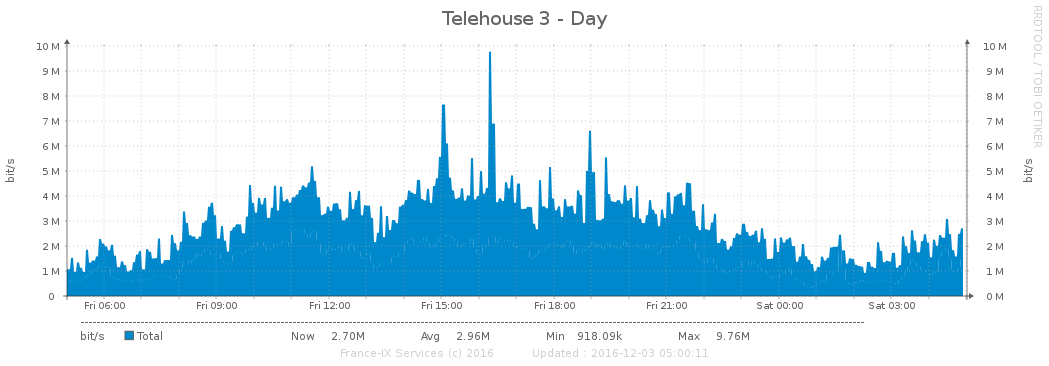 Telehouse 3 - Day
RRDTOOL / TOBI OETIKER
bit/s
10 M 10 M
9 M 9 M
8 M 8 M
7 M 7 M
6 M 6 M
5 M 5 M
4 M 4 M
3 M 3 M
2 M 2 M
1 M 1 M
0 0 M
bit/s
Fri 06:00 Fri 09:00 Fri 12:00 Fri 15:00 Fri 18:00 Fri 21:00 Sat 00:00 Sat 03:00
bit/s Total Now 2.70M Avg 2.96M Min 918.09k Max 9.76M
France-IX Services (c) 2016 Updated : 2016-12-03 05:00:11